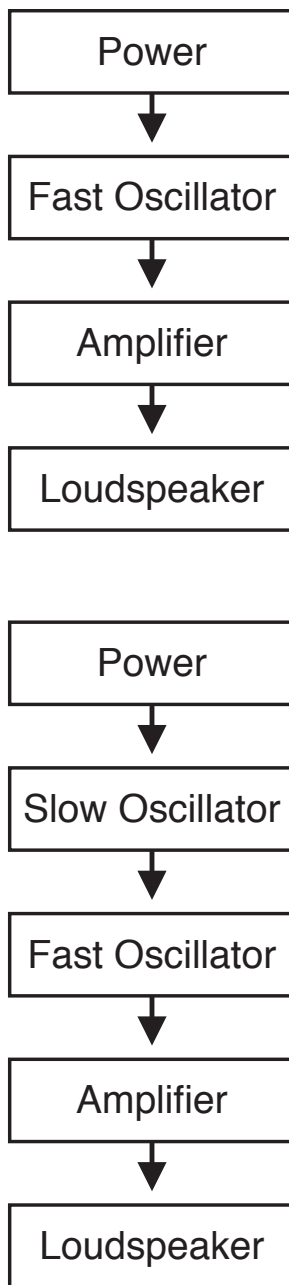 Power
Fast Oscillator
Amplifier
Loudspeaker
Power
Slow Oscillator
Fast Oscillator
Amplifier
Loudspeaker